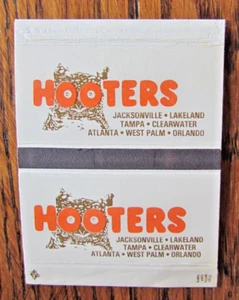 HOOTERS
JACKSONVILLE • LAKELAND
TAMPA • CLEARWATER
ATLANTA • WEST PALM • ORLANDO
HOOTERS
JACKSONVILLE • LAKELAND
TAMPA • CLEARWATER
ATLANTA • WEST PALM • ORLANDO